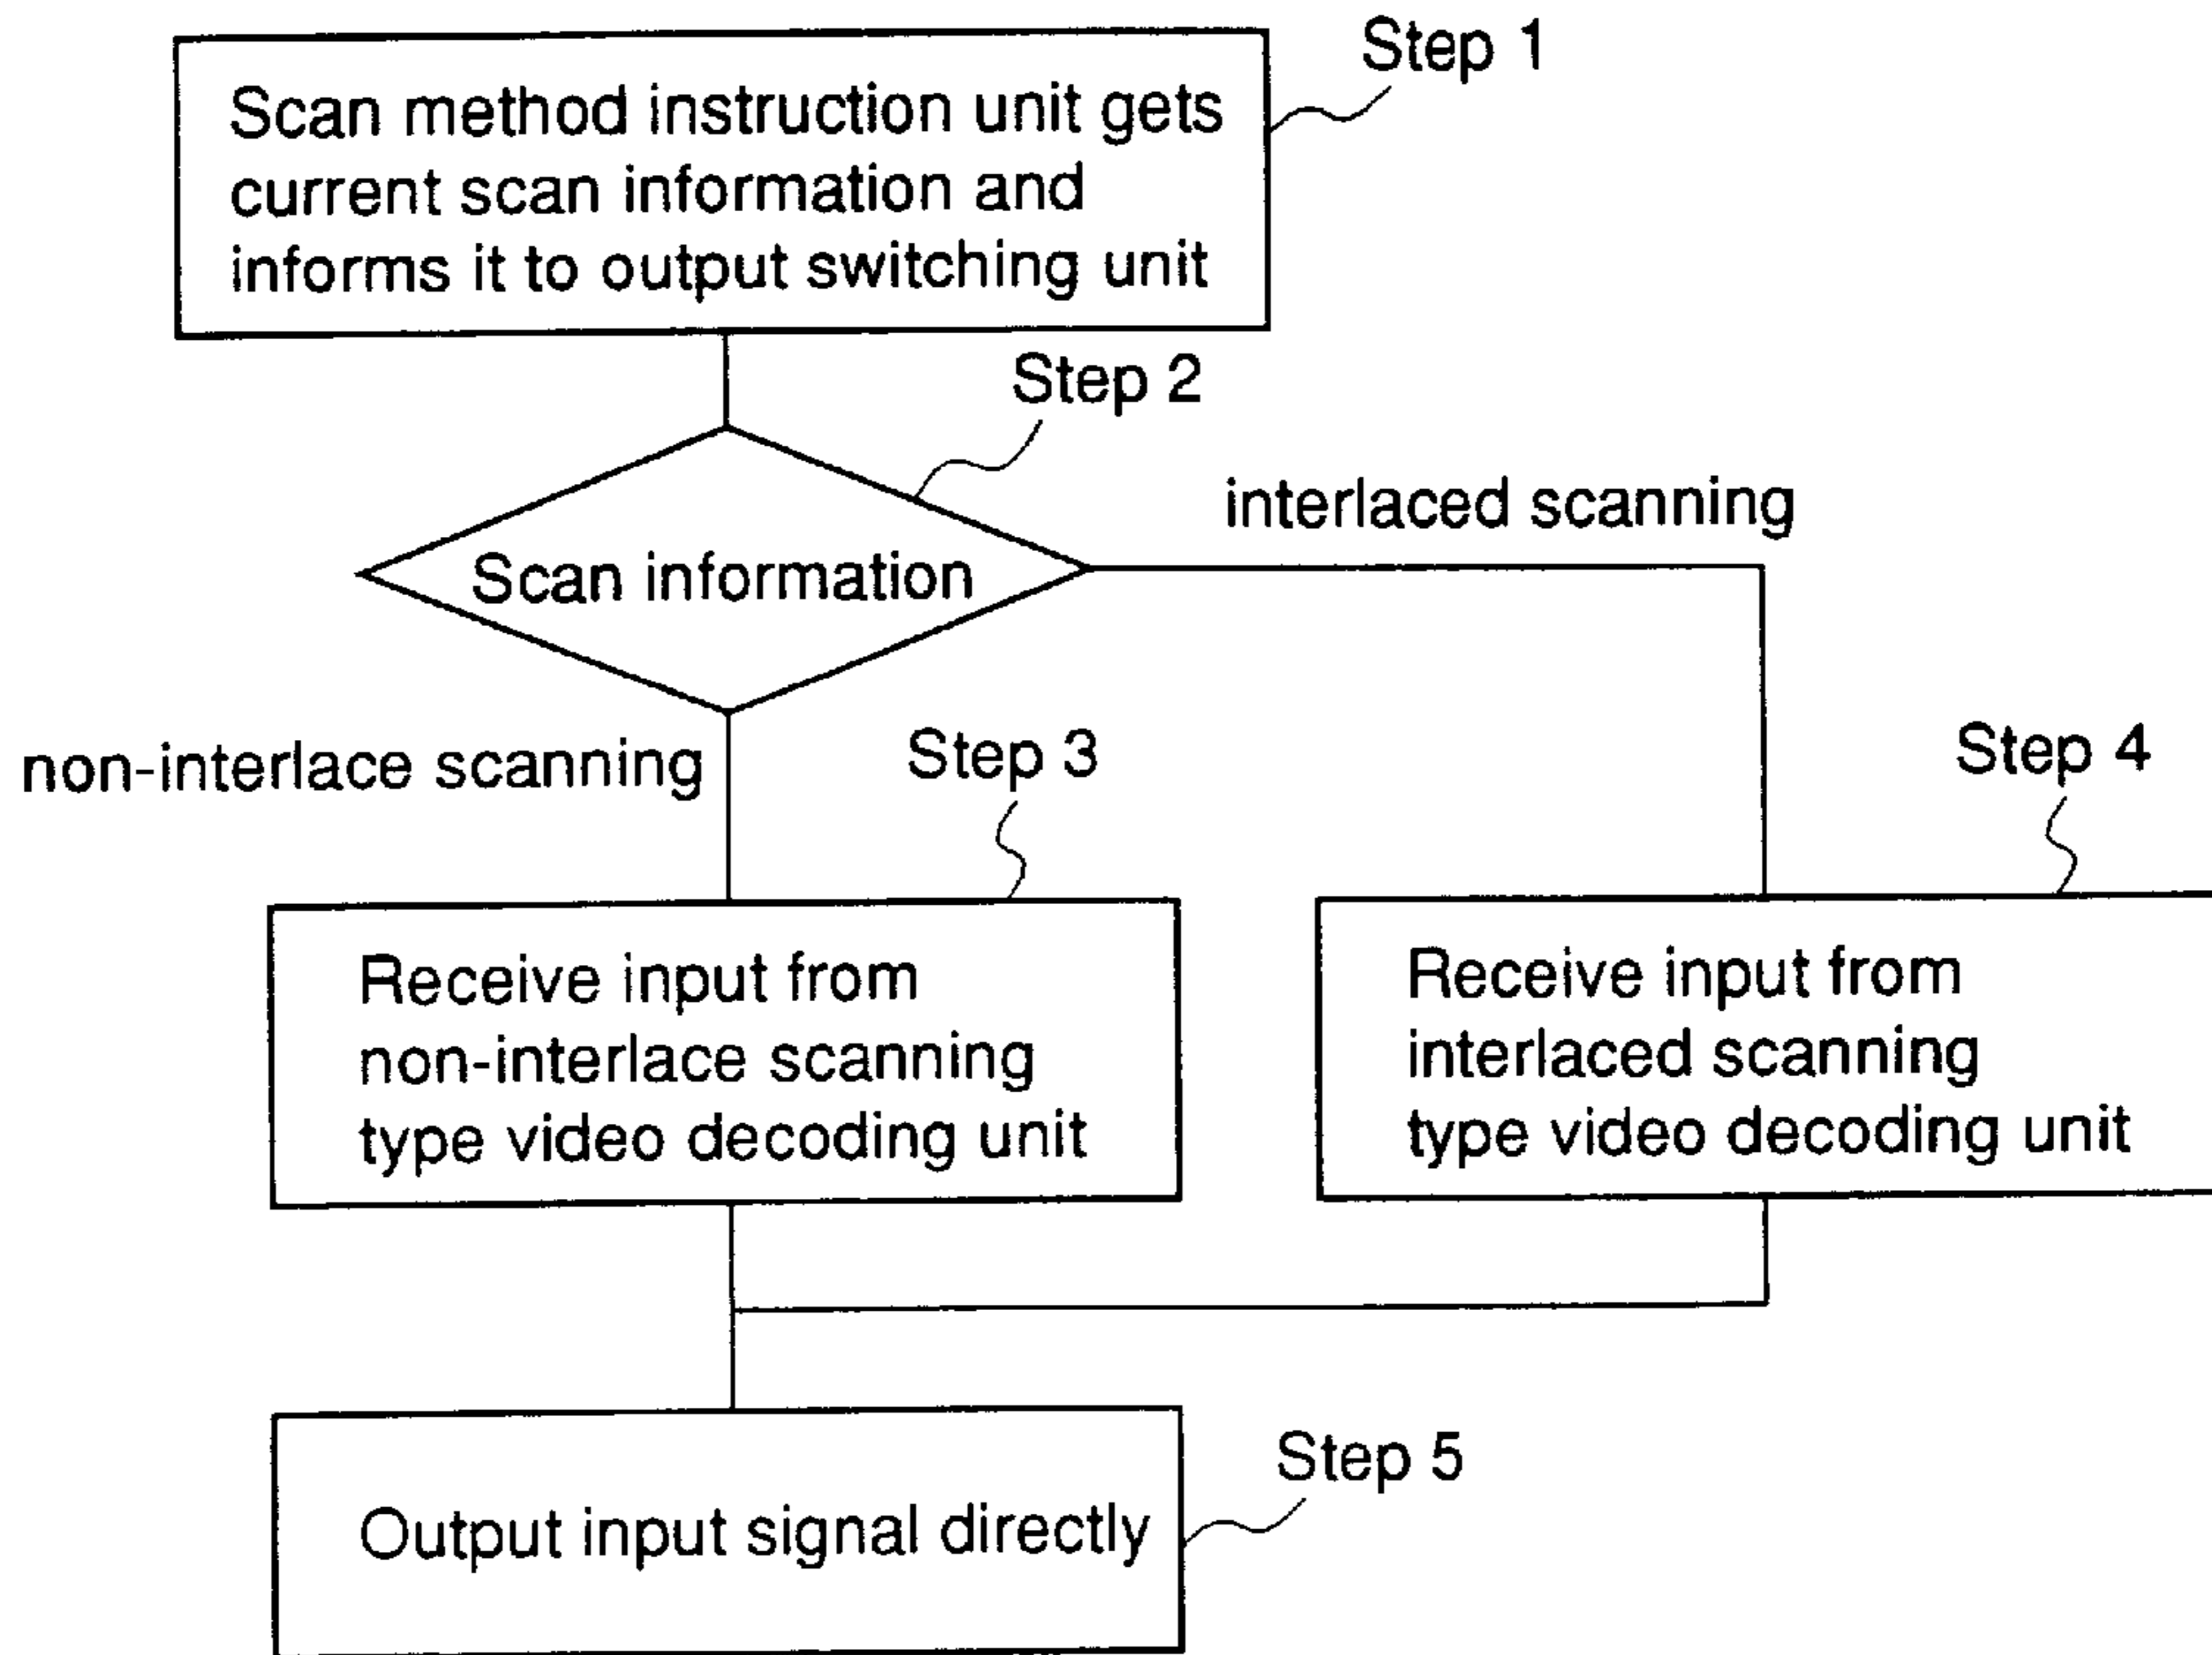 Step 1
Scan method instruction unit gets
current scan information and
informs it to output switching unit
Step 2
interlaced scanning
Scan information
non-interlace scanning
Step 3
Step 4
Receive input from
non-interlace scanning
type video decoding unit
Receive input from
interlaced scanning
type video decoding unit
Step 5
Output input signal directly